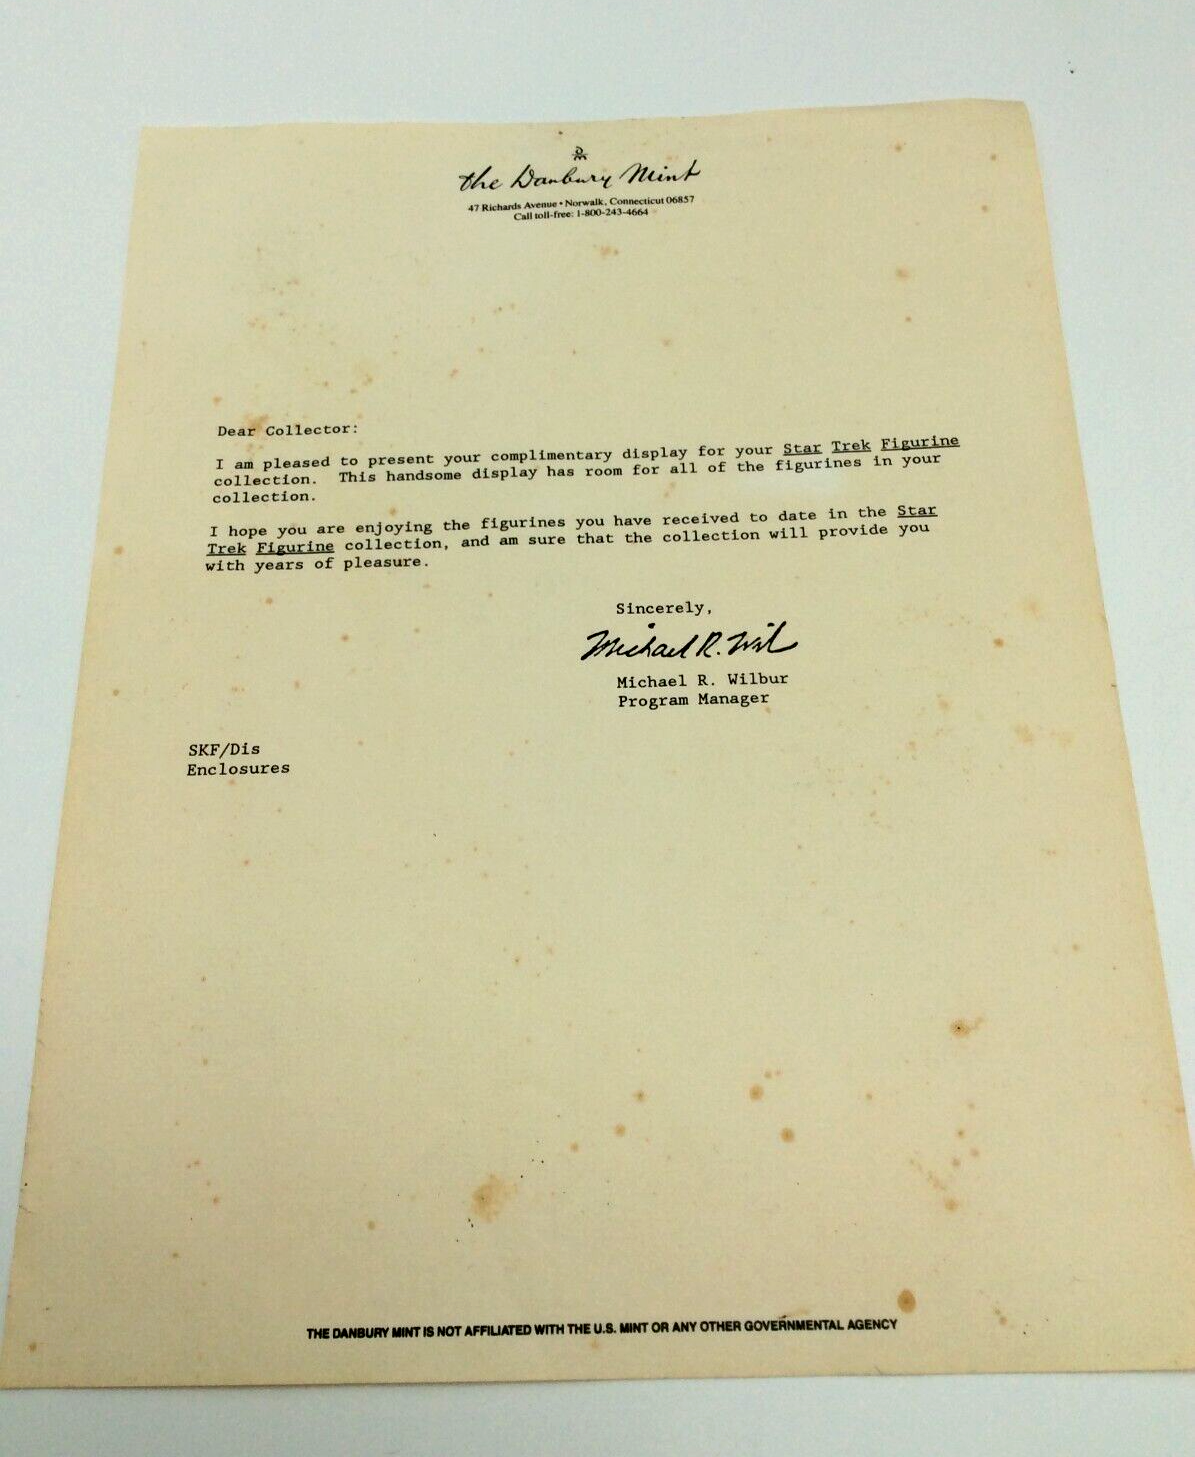 the Danbury Mint
47 Richards Avenue • Norwalk, Connecticut 06857
Call toll-free: 1-800-243-4664
Dear Collector:
I am pleased to present your complimentary display for your Star Trek Figurine
collection. This handsome display has room for all of the figurines in your
collection.
I hope you are enjoying the figurines you have received to date in the Star
Trek Figurine collection, and am sure that the collection will provide you
with years of pleasure.
Sincerely,
Michael R. Wil
Michael R. Wilbur
Program Manager
SKF/Dis
Enclosures
THE DANBURY MINT IS NOT AFFILIATED WITH THE U.S. MINT OR ANY OTHER GOVERNMENTAL AGENCY